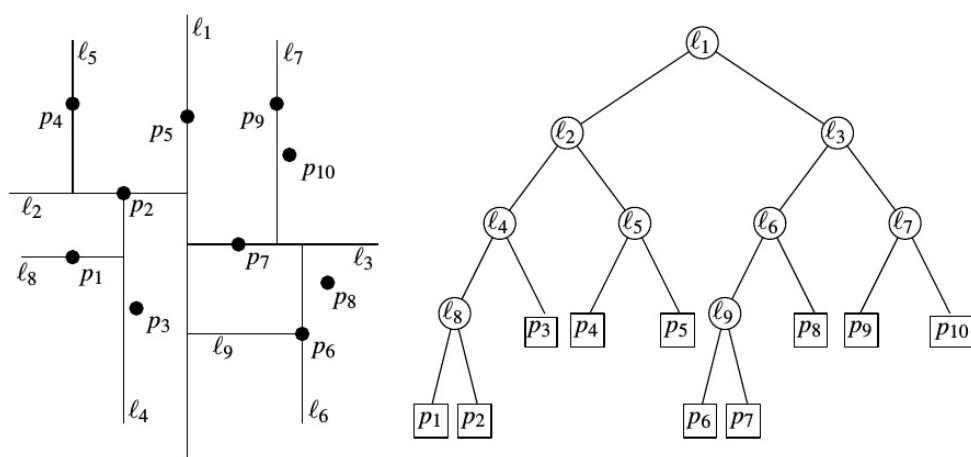 ℓ1
ℓ5
ℓ7
p4
p5
p9
p10
ℓ2
p2
p7
ℓ3
ℓ8
p1
p8
p3
ℓ9
p6
ℓ4
ℓ6
ℓ1
ℓ2 ℓ3
ℓ4 ℓ5 ℓ6 ℓ7
ℓ8 p3 p4 p5 ℓ9 p8 p9 p10
p1 p2 p6 p7